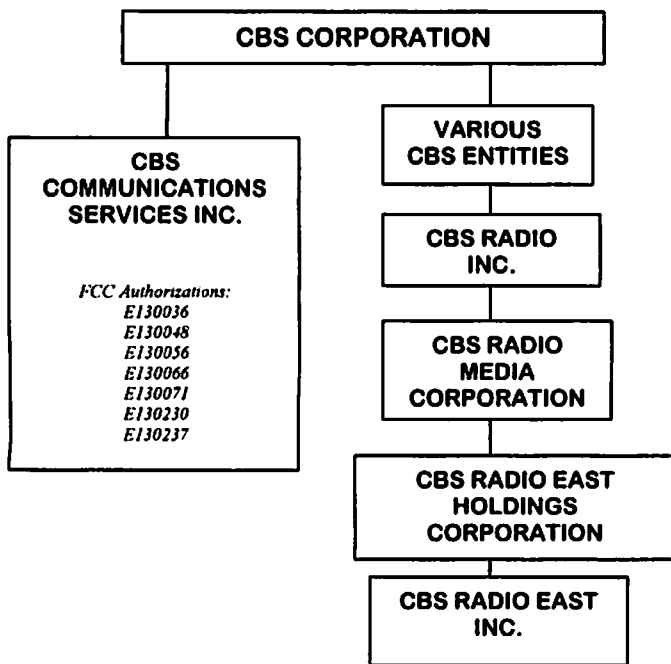 CBS CORPORATION
CBS
COMMUNICATIONS
SERVICES INC.
FCC Authorizations:
E130036
E130048
E130056
E130066
E130071
E130230
E130237
VARIOUS
CBS ENTITIES
CBS RADIO
INC.
CBS RADIO
MEDIA
CORPORATION
CBS RADIO EAST
HOLDINGS
CORPORATION
CBS RADIO EAST
INC.